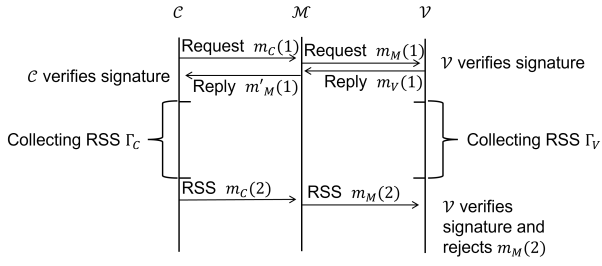 𝒞 ℳ 𝒱
Request m_C(1)
Request m_M(1)
𝒞 verifies signature
𝒱 verifies signature
Reply m'_M(1)
Reply m_V(1)
Collecting RSS Γ_C
Collecting RSS Γ_V
RSS m_C(2)
RSS m_M(2)
𝒱 verifies
signature and
rejects m_M(2)